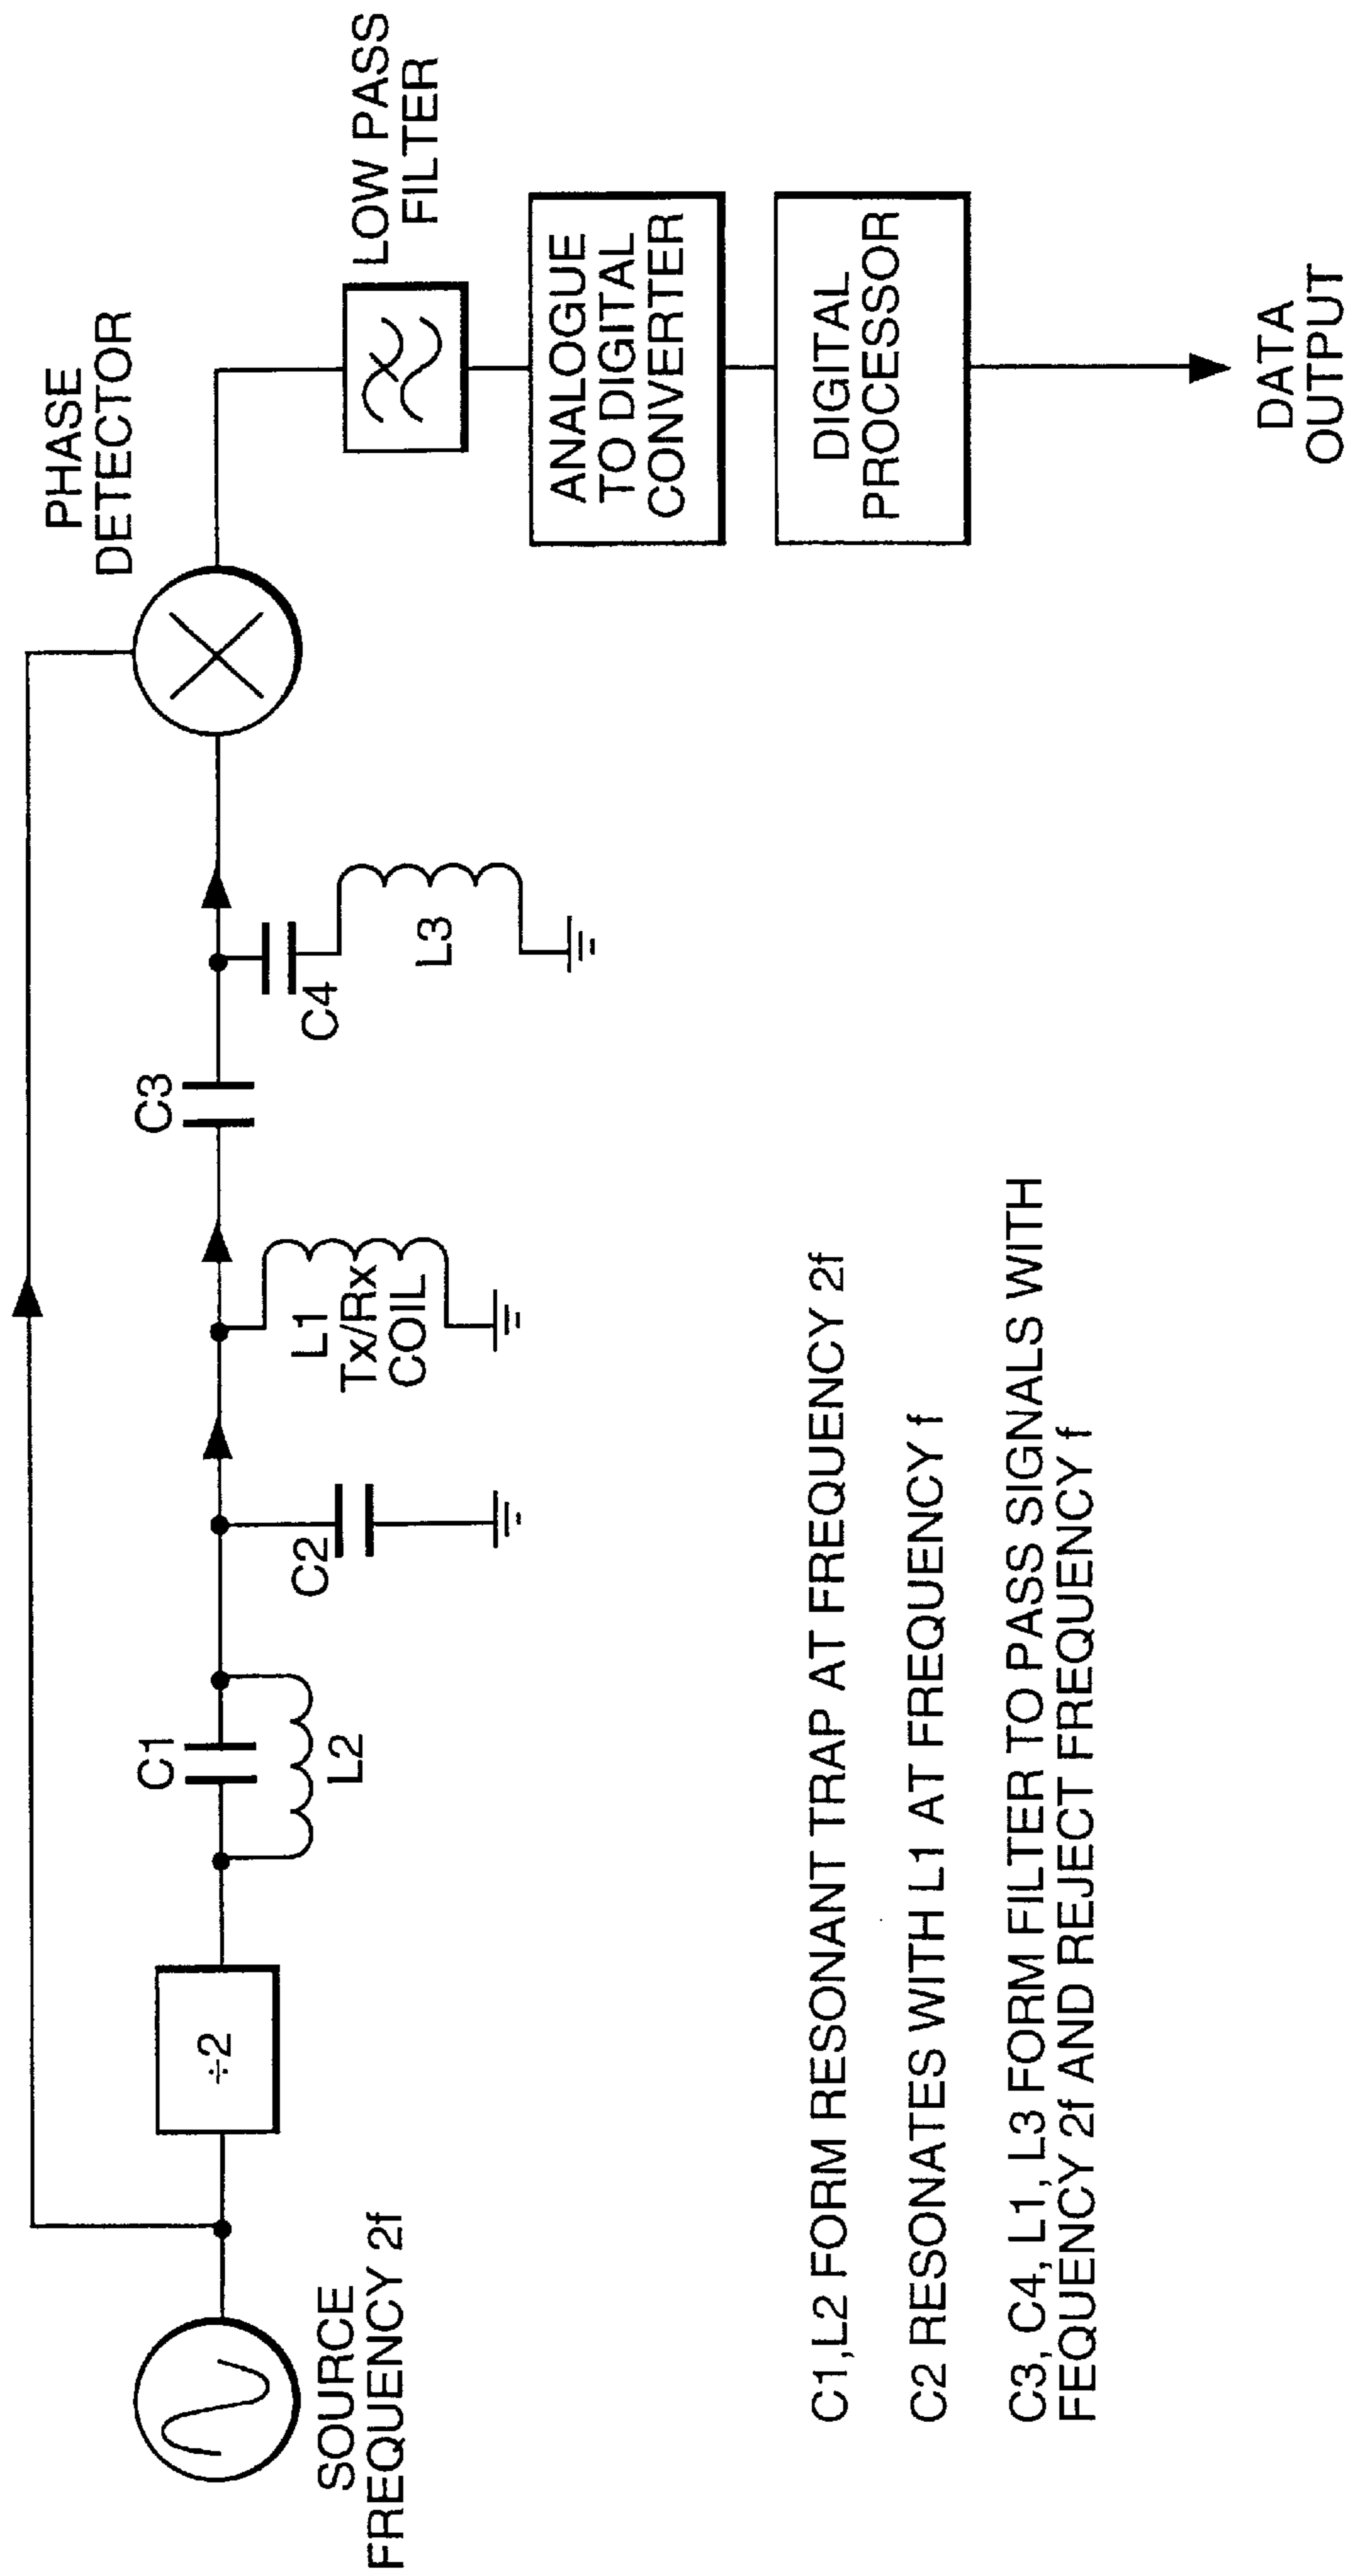 SOURCE
FREQUENCY 2f
÷2
C1
L2
C2
L1
Tx/Rx
COIL
C3
C4
L3
PHASE
DETECTOR
LOW PASS
FILTER
ANALOGUE
TO DIGITAL
CONVERTER
DIGITAL
PROCESSOR
DATA
OUTPUT
C1,L2 FORM RESONANT TRAP AT FREQUENCY 2f
C2 RESONATES WITH L1 AT FREQUENCY f
C3, C4, L1, L3 FORM FILTER TO PASS SIGNALS WITH
FEQUENCY 2f AND REJECT FREQUENCY f